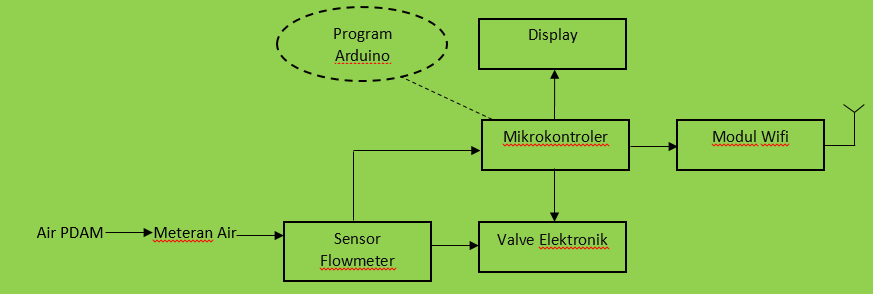 Program
Arduino
Display
Mikrokontroler
Modul Wifi
Air PDAM
Meteran Air
Sensor
Flowmeter
Valve Elektronik